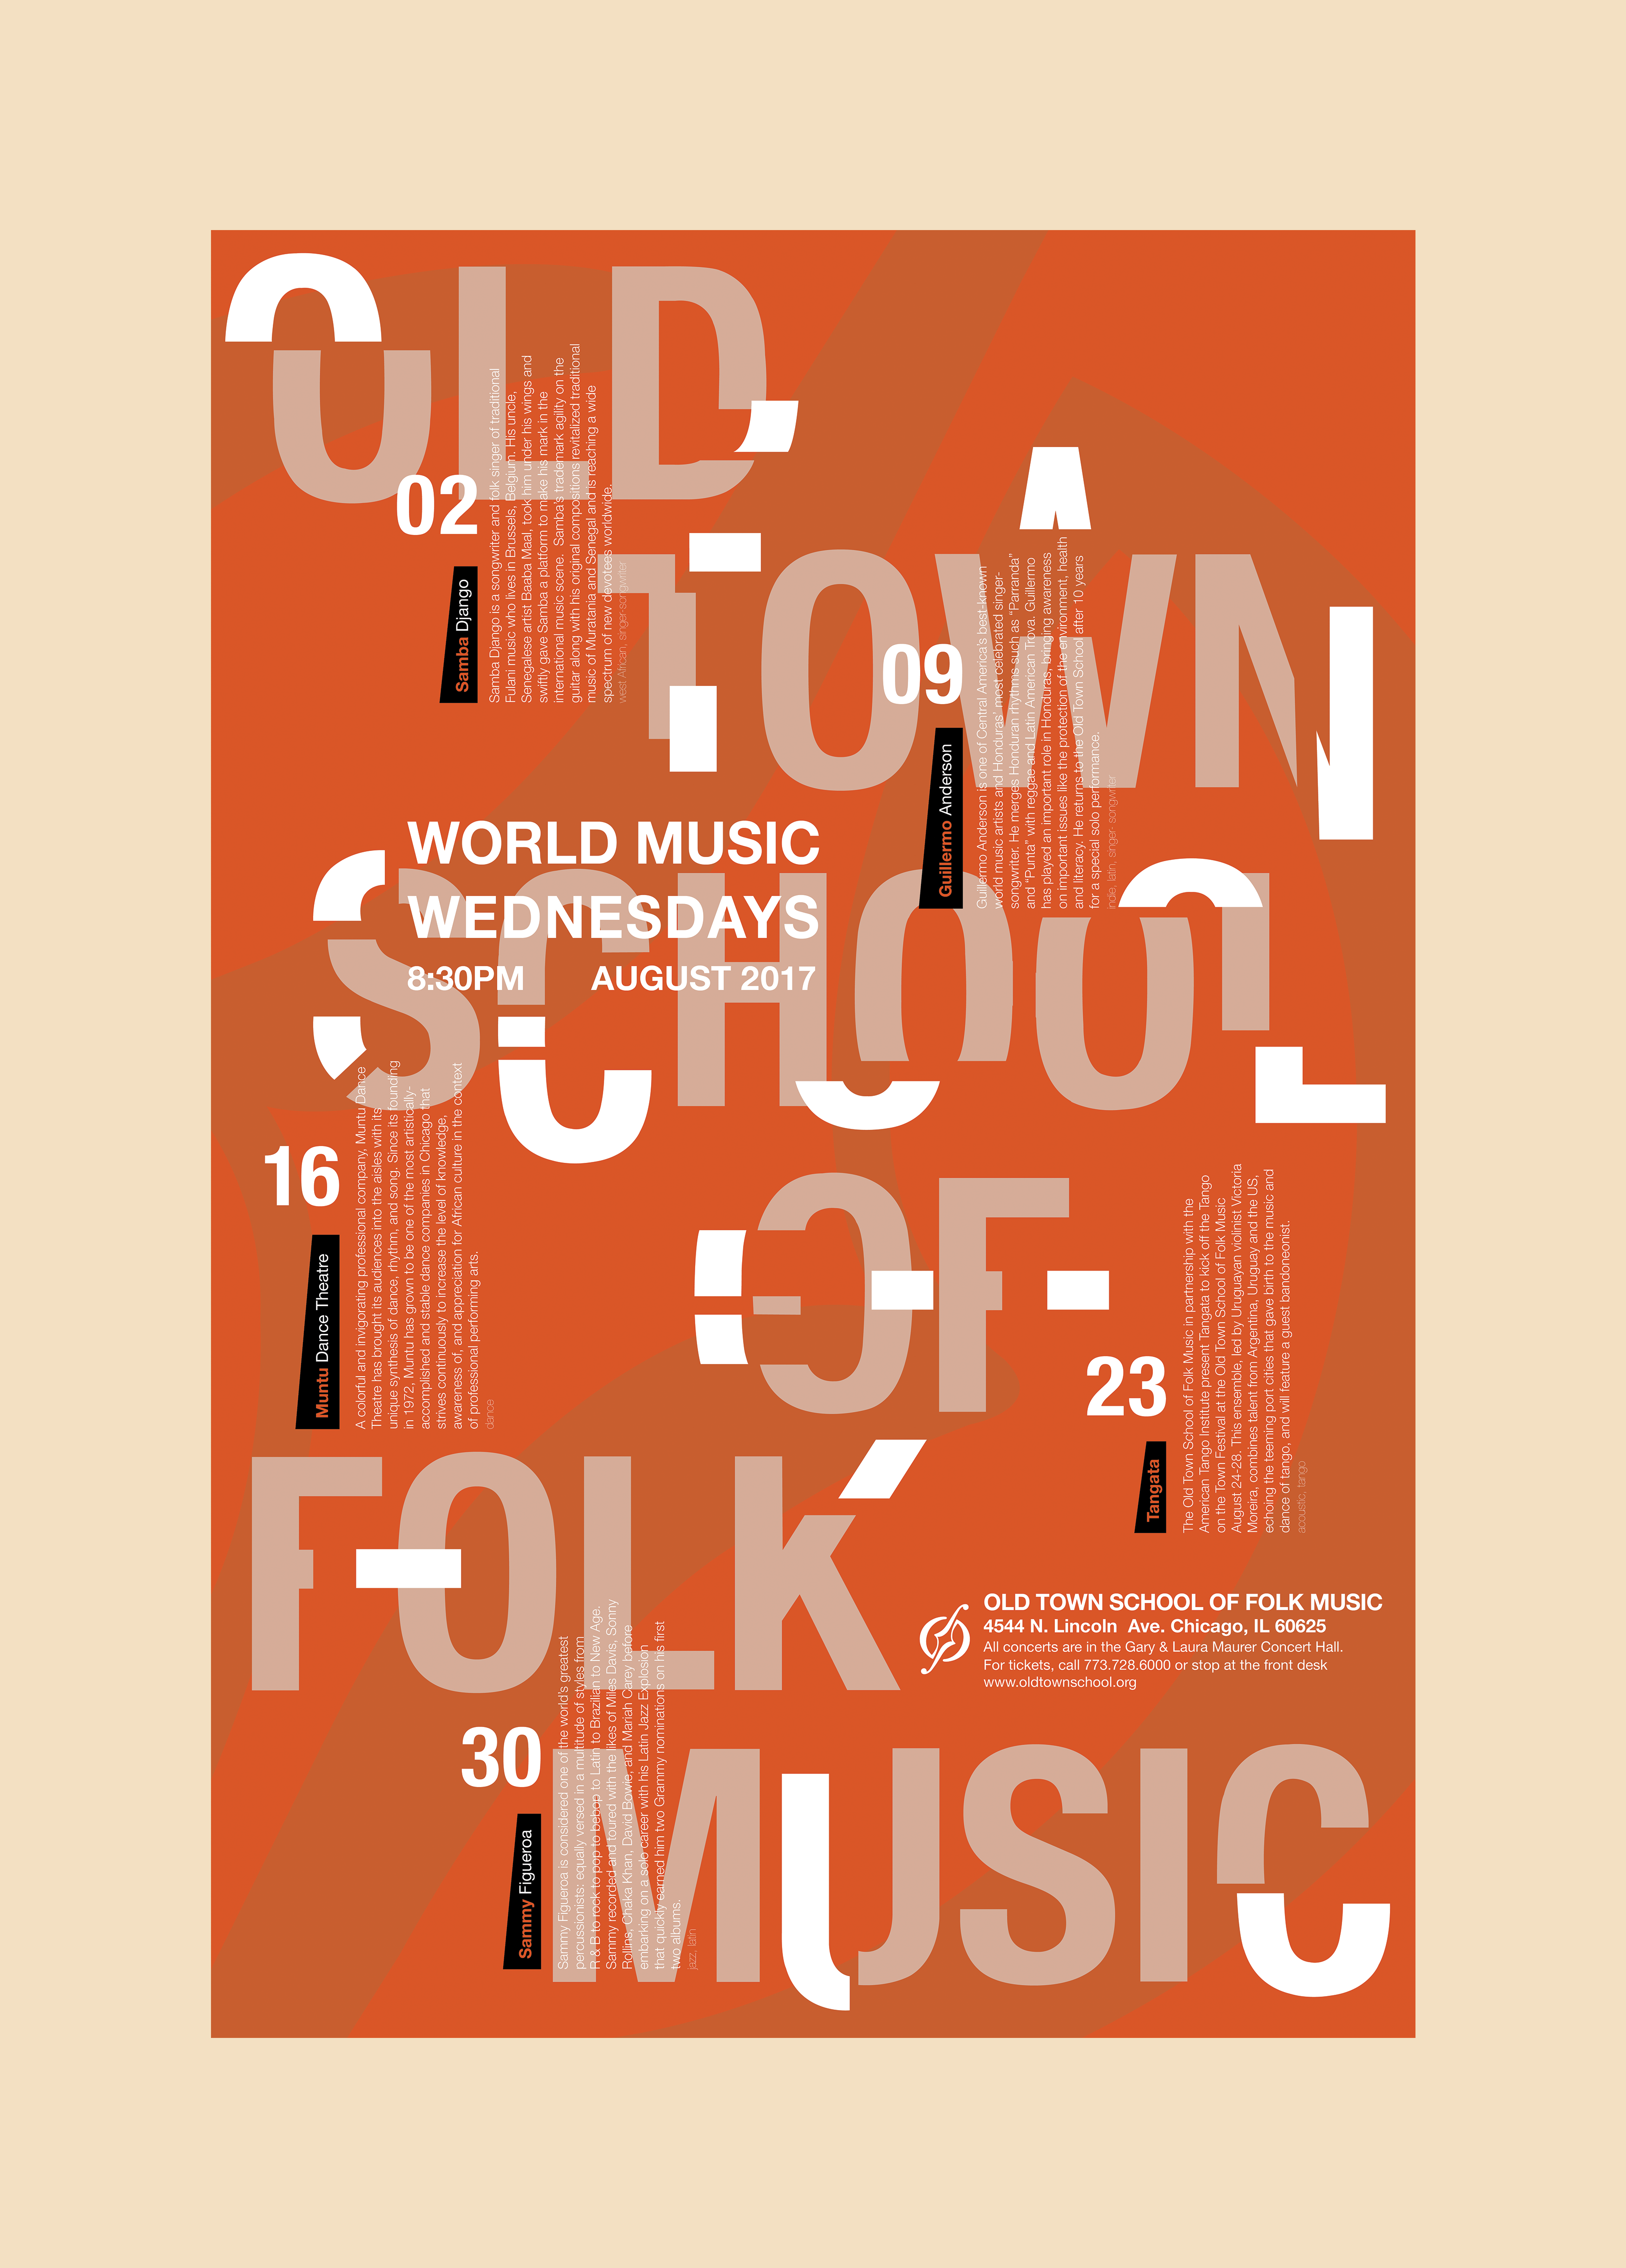 OLD
TOWN
SCHOOL
OF
FOLK
MUSIC
02
Samba Django
Samba Django is a songwriter and folk singer of traditional
Fulani music who lives in Brussels, Belgium. His uncle,
Senegalese artist Baaba Maal, took him under his wings and
swiftly gave Samba a platform to make his mark in the
international music scene. Samba's trademark agility on the
guitar along with his original compositions revitalized traditional
music of Muratania and Senegal and is reaching a wide
spectrum of new devotees worldwide.
west African, singer-songwriter
09
Guillermo Anderson
Guillermo Anderson is one of Central America's best-known
world music artists and Honduras' most celebrated singer-
songwriter. He merges Honduran rhythms such as “Parranda”
and “Punta” with reggae and Latin American Trova. Guillermo
has played an important role in Honduras, bringing awareness
on important issues like the protection of the environment, health
and literacy. He returns to the Old Town School after 10 years
for a special solo performance.
indie, latin, singer- songwriter
WORLD MUSIC
WEDNESDAYS
8:30PM AUGUST 2017
16
Muntu Dance Theatre
A colorful and invigorating professional company, Muntu Dance
Theatre has brought its audiences into the aisles with its
unique synthesis of dance, rhythm, and song. Since its founding
in 1972, Muntu has grown to be one of the most artistically-
accomplished and stable dance companies in Chicago that
strives continuously to increase the level of knowledge,
awareness of, and appreciation for African culture in the context
of professional performing arts.
dance
23
Tangata
The Old Town School of Folk Music in partnership with the
American Tango Institute present Tangata to kick off the Tango
on the Town Festival at the Old Town School of Folk Music
August 24-28. This ensemble, led by Uruguayan violinist Victoria
Moreira, combines talent from Argentina, Uruguay and the US,
echoing the teeming port cities that gave birth to the music and
dance of tango, and will feature a guest bandoneonist.
acoustic, tango
30
Sammy Figueroa
Sammy Figueroa is considered one of the world's greatest
percussionists: equally versed in a multitude of styles from
R & B to rock to pop to bebop to Latin to Brazilian to New Age.
Sammy recorded and toured with the likes of Miles Davis, Sonny
Rollins, Chaka Khan, David Bowie, and Mariah Carey before
embarking on a solo career with his Latin Jazz Explosion
that quickly earned him two Grammy nominations on his first
two albums.
jazz, latin
OLD TOWN SCHOOL OF FOLK MUSIC
4544 N. Lincoln Ave. Chicago, IL 60625
All concerts are in the Gary & Laura Maurer Concert Hall.
For tickets, call 773.728.6000 or stop at the front desk
www.oldtownschool.org